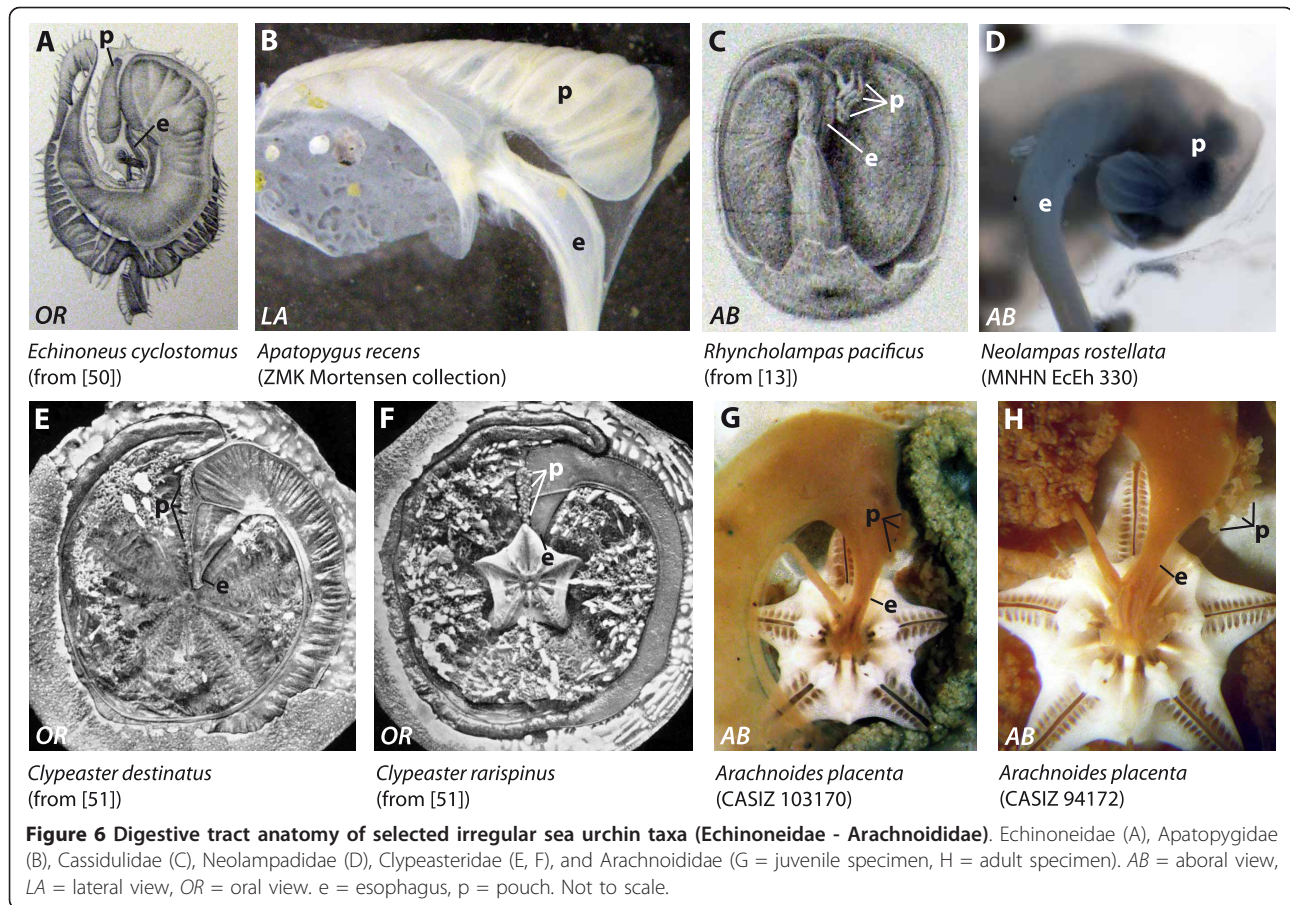 A
p
e
OR
Echinoneus cyclostomus
(from [50])
B
p
e
LA
Apatopygus recens
(ZMK Mortensen collection)
C
p
e
AB
Rhyncholampas pacificus
(from [13])
D
p
e
AB
Neolampas rostellata
(MNHN EcEh 330)
E
p
e
OR
Clypeaster destinatus
(from [51])
F
p
e
OR
Clypeaster rarispinus
(from [51])
G
p
e
AB
Arachnoides placenta
(CASIZ 103170)
H
p
e
AB
Arachnoides placenta
(CASIZ 94172)
Figure 6 Digestive tract anatomy of selected irregular sea urchin taxa (Echinoneidae - Arachnoididae). Echinoneidae (A), Apatopygidae
(B), Cassidulidae (C), Neolampadidae (D), Clypeasteridae (E, F), and Arachnoididae (G = juvenile specimen, H = adult specimen). AB = aboral view,
LA = lateral view, OR = oral view. e = esophagus, p = pouch. Not to scale.